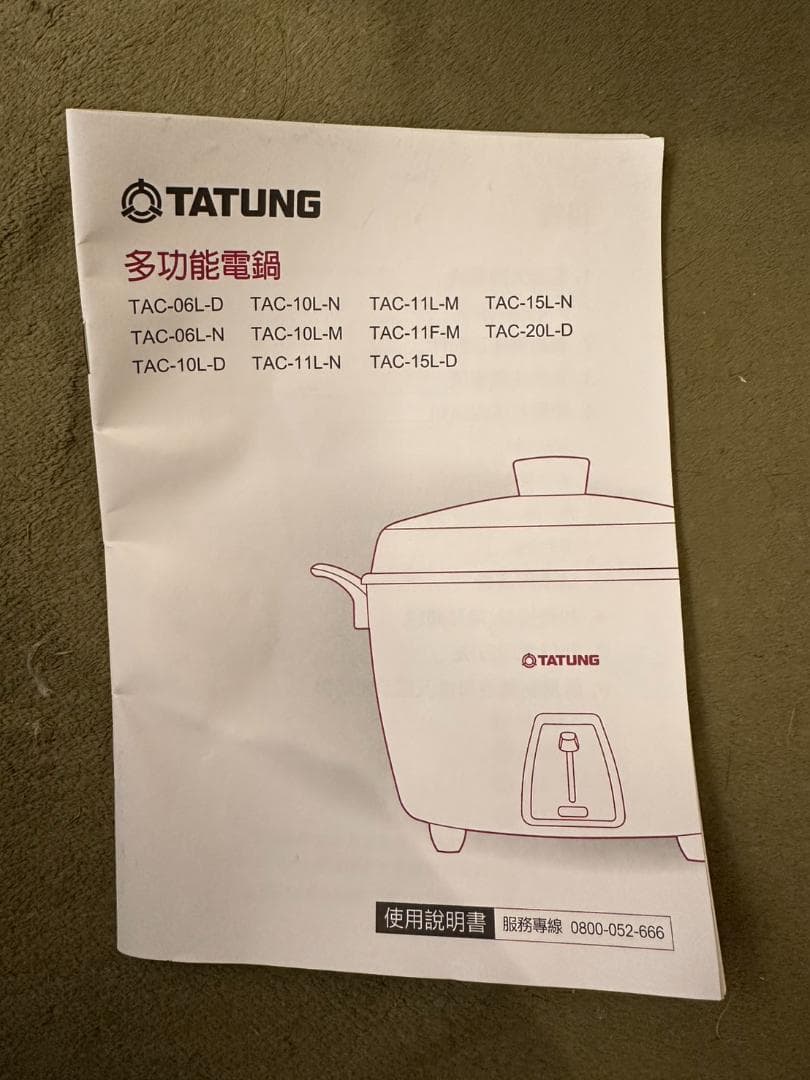 TATUNG
多功能電鍋
TAC-06L-D TAC-10L-N TAC-11L-M TAC-15L-N
TAC-06L-N TAC-10L-M TAC-11F-M TAC-20L-D
TAC-10L-D TAC-11L-N TAC-15L-D
TATUNG
使用說明書 服務專線 0800-052-666